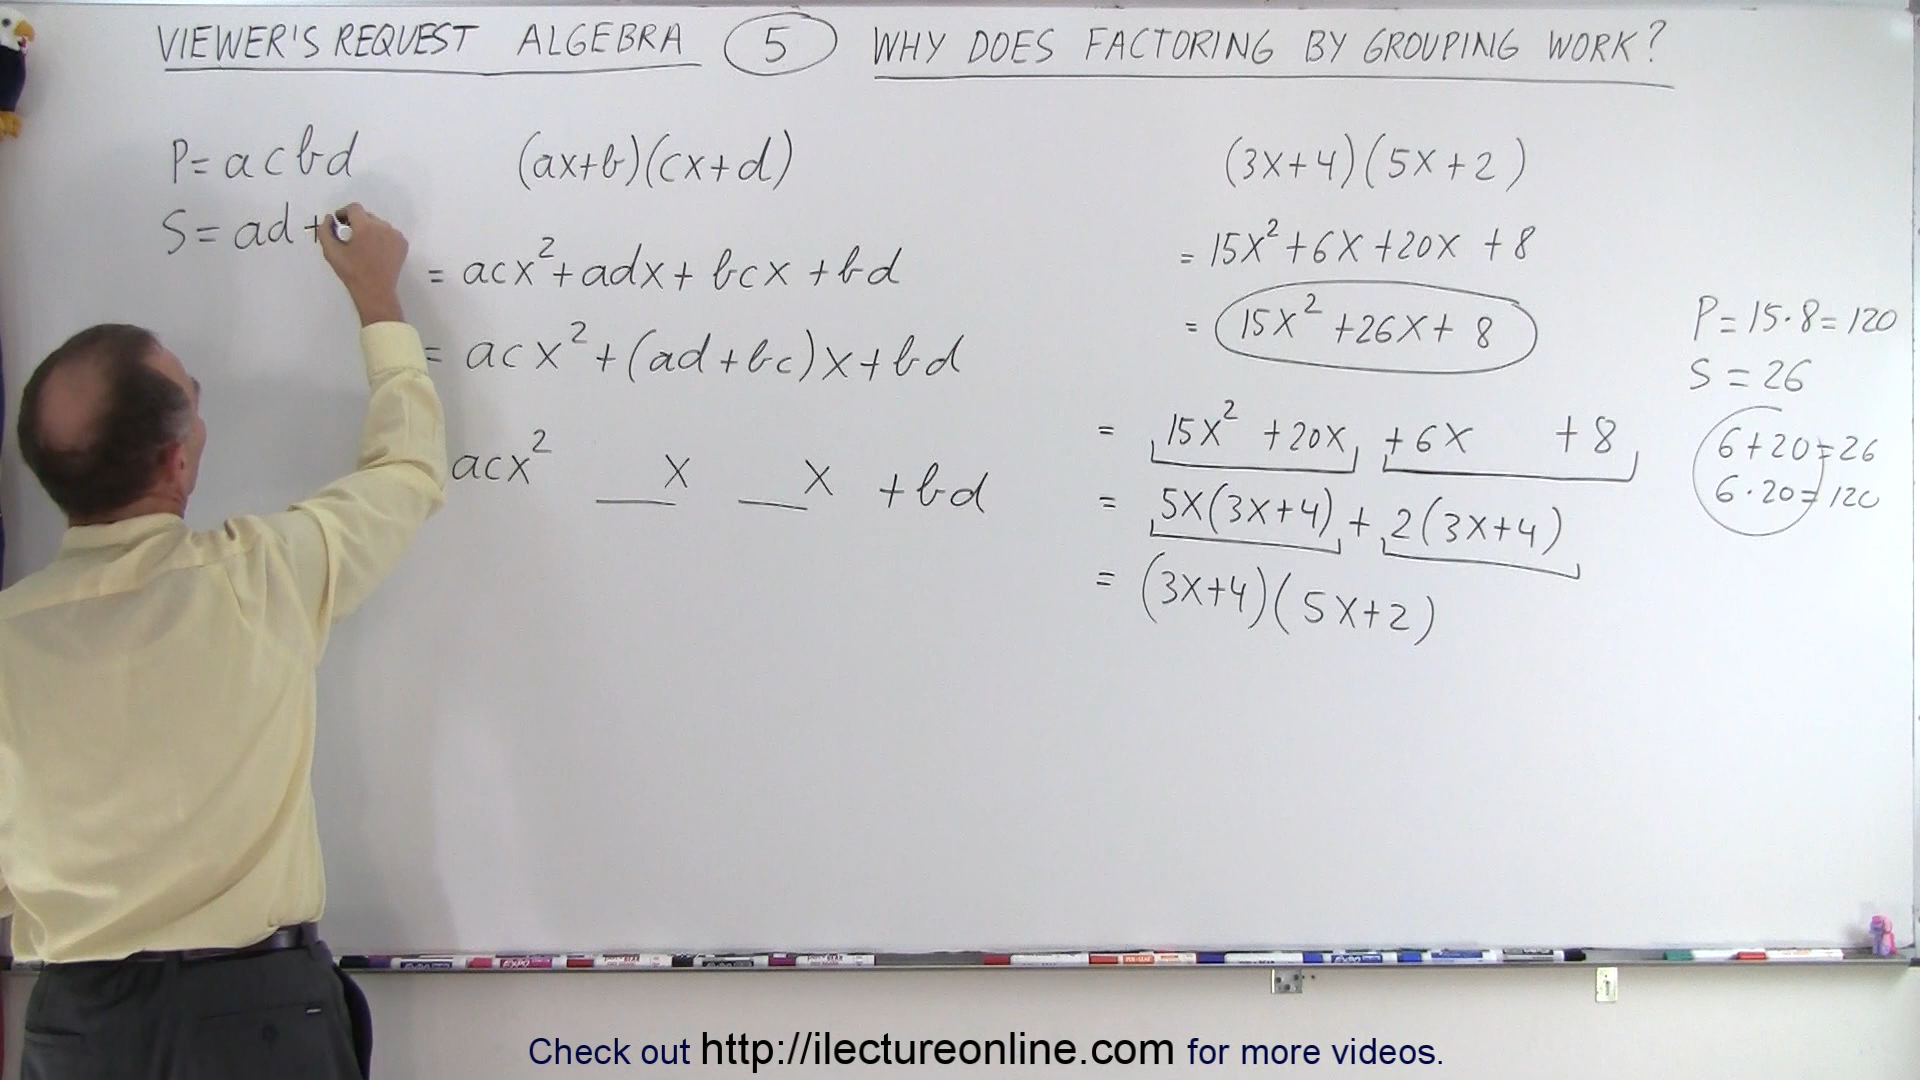 VIEWER'S REQUEST ALGEBRA 5 WHY DOES FACTORING BY GROUPING WORK?
P = acbd
S = ad +
(ax+b)(cx+d)
= acx² + adx + bcx + bd
= acx² + (ad+bc)x + bd
acx² __x __x + bd
(3x+4)(5x+2)
= 15x² + 6x + 20x + 8
= 15x² + 26x + 8
= 15x² + 20x + 6x + 8
= 5x(3x+4) + 2(3x+4)
= (3x+4)(5x+2)
P = 15·8 = 120
S = 26
6+20=26
6·20=120
Check out http://ilectureonline.com for more videos.